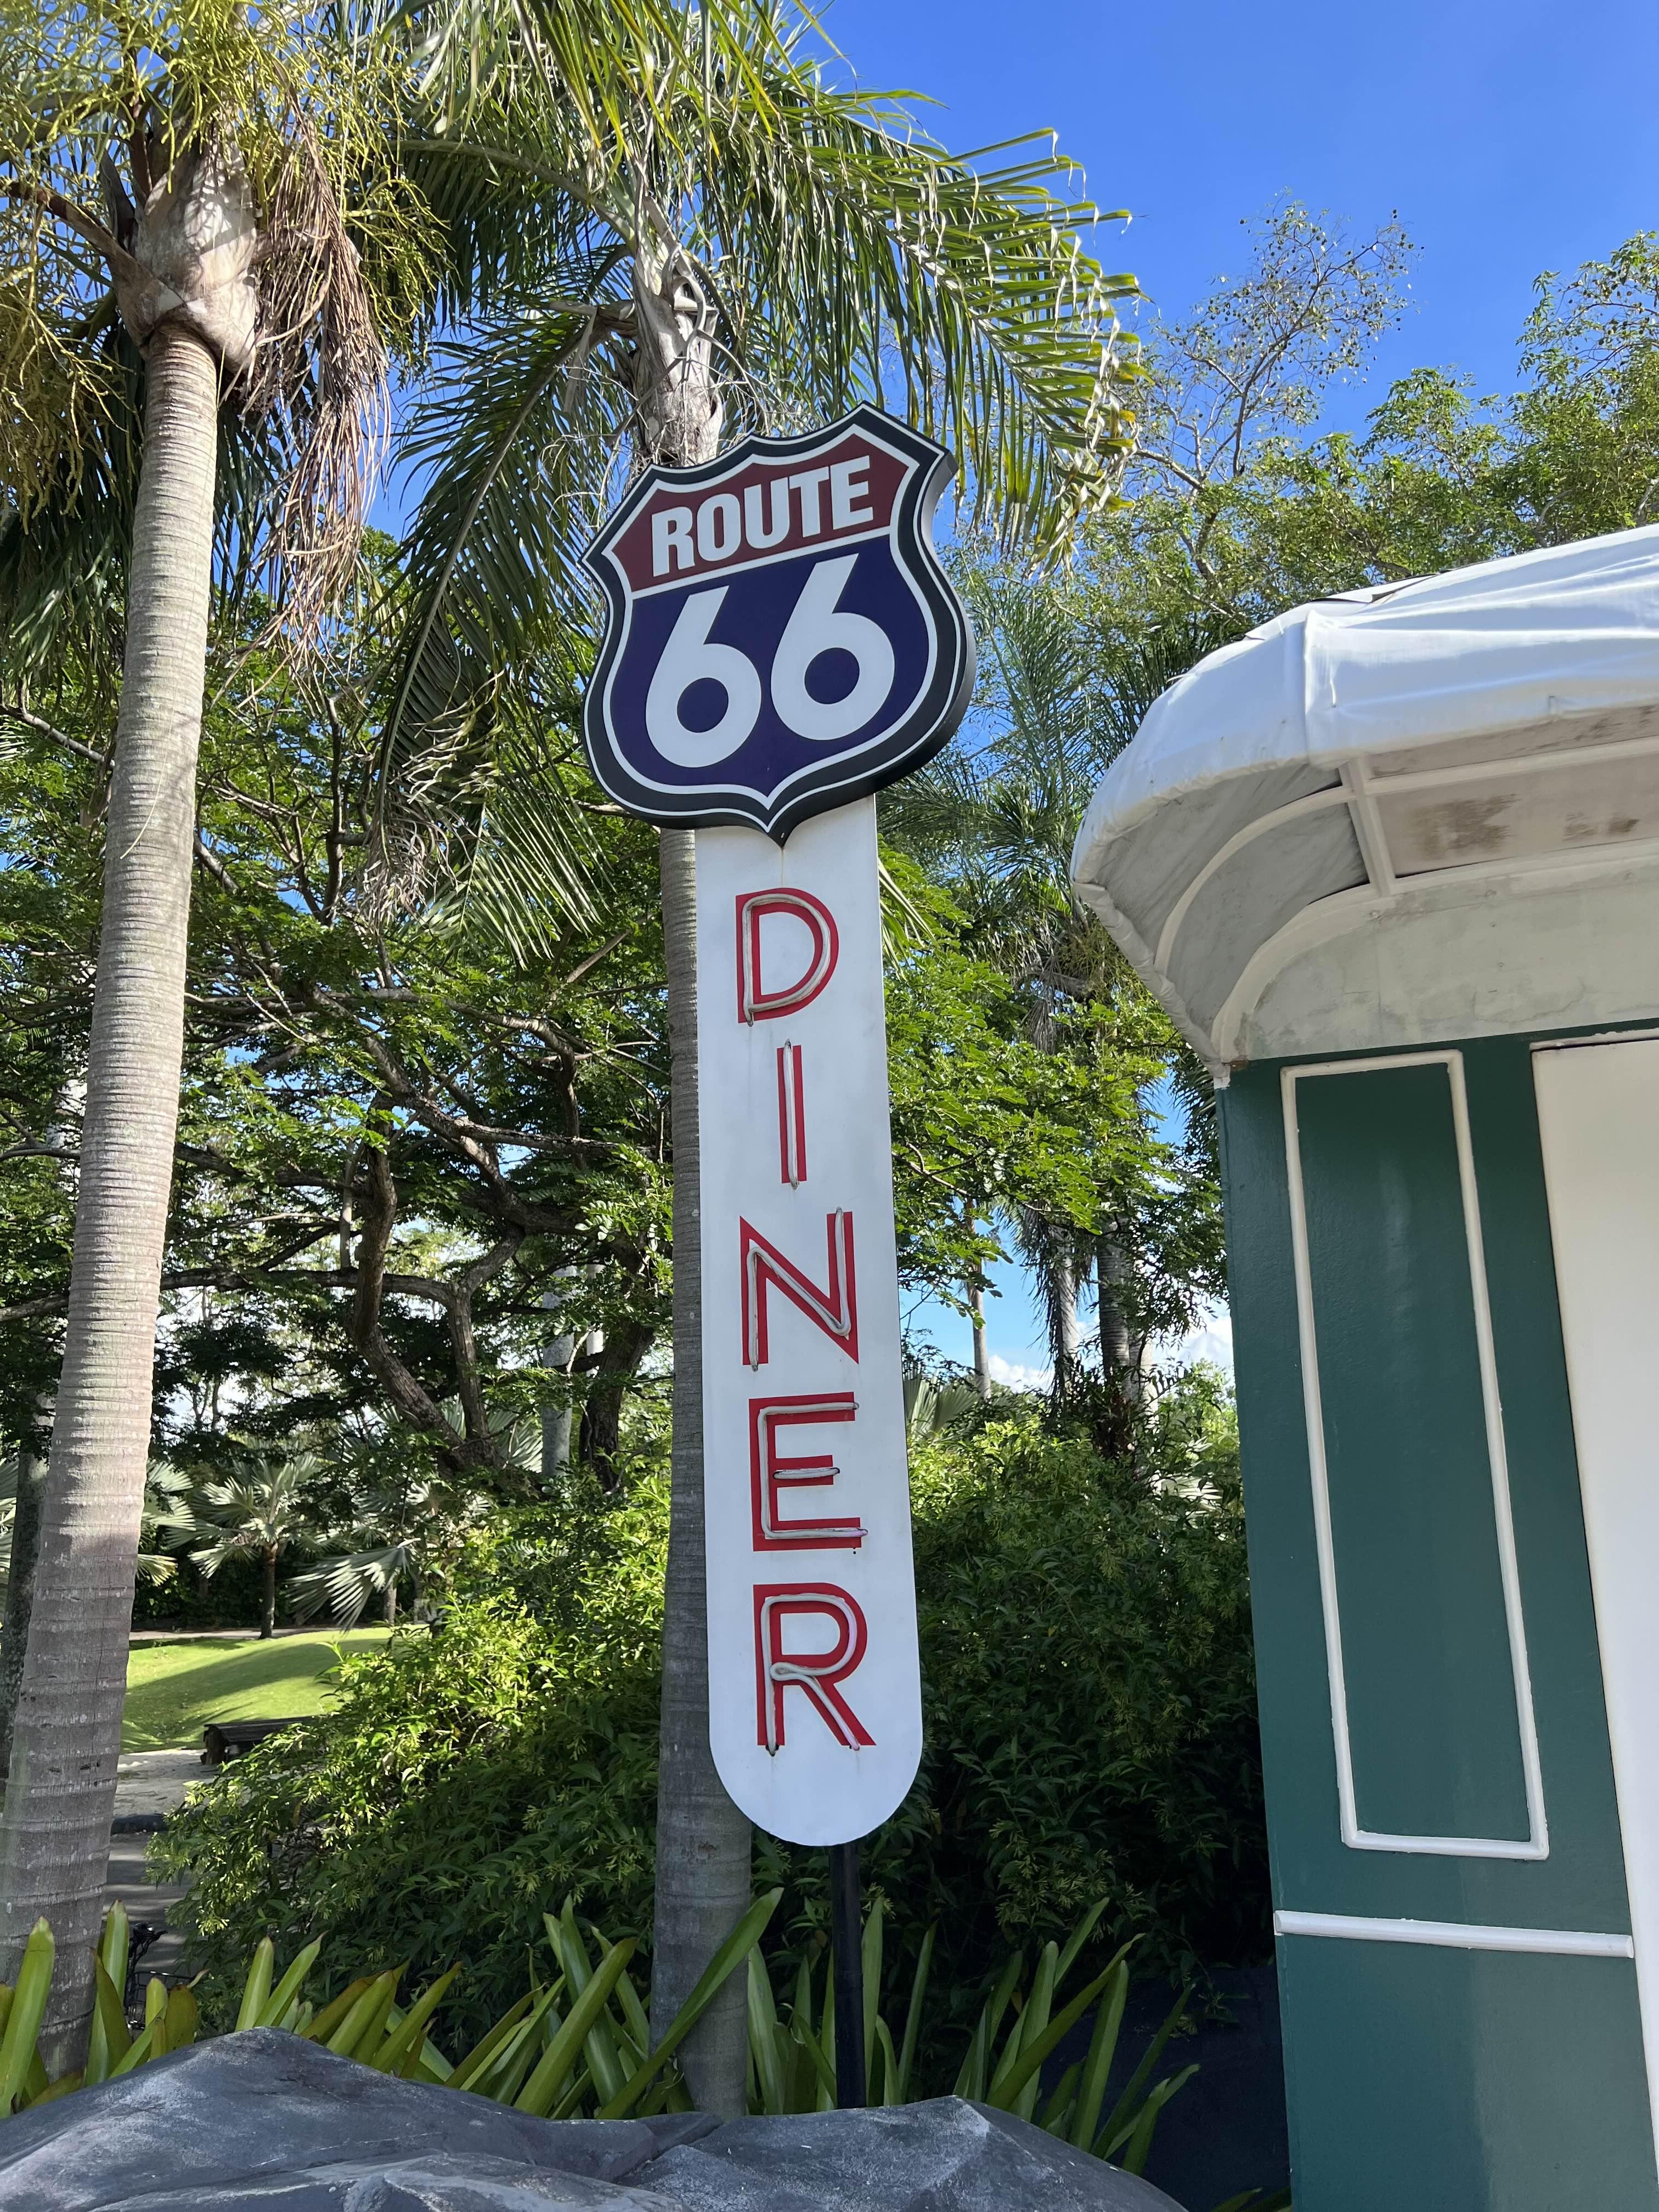 ROUTE
66
DINER